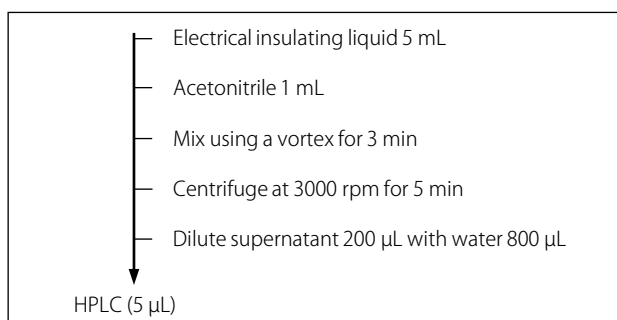 Electrical insulating liquid 5 mL
Acetonitrile 1 mL
Mix using a vortex for 3 min
Centrifuge at 3000 rpm for 5 min
Dilute supernatant 200 µL with water 800 µL
HPLC (5 µL)